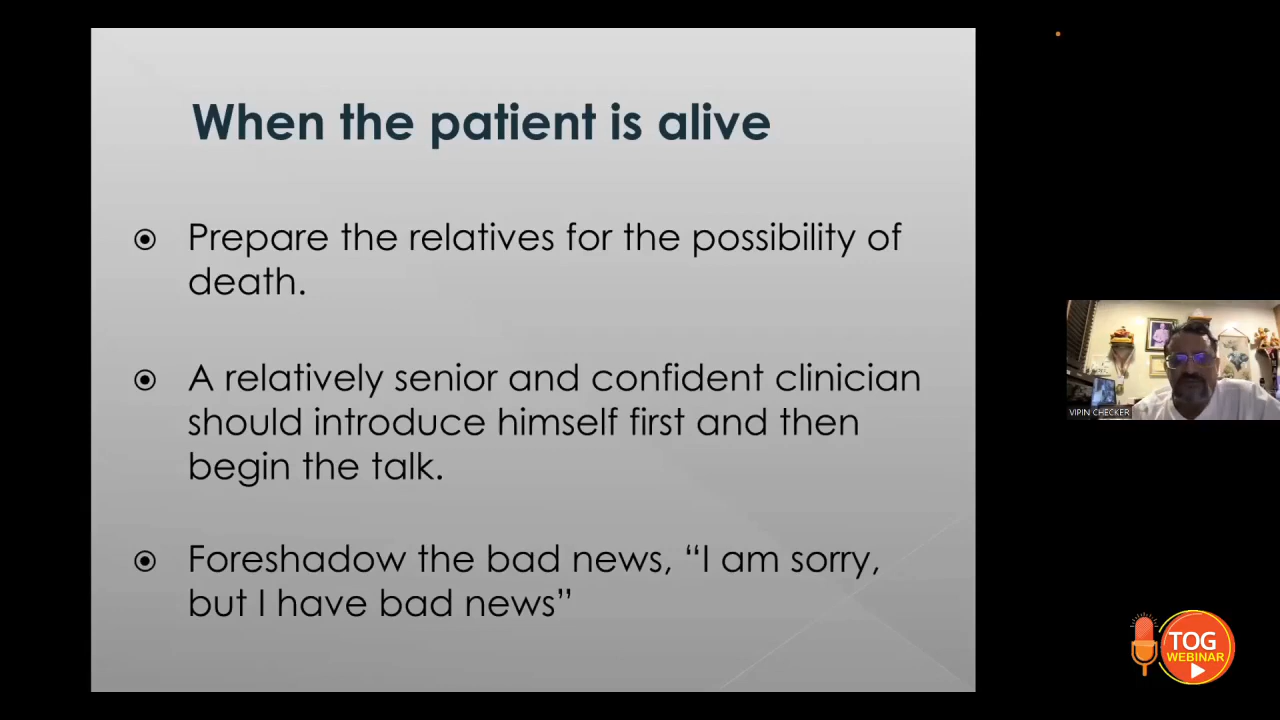 When the patient is alive
Prepare the relatives for the possibility of
death.
A relatively senior and confident clinician
should introduce himself first and then
begin the talk.
Foreshadow the bad news, “I am sorry,
but I have bad news”
VIPIN CHECKER
TOG
WEBINAR